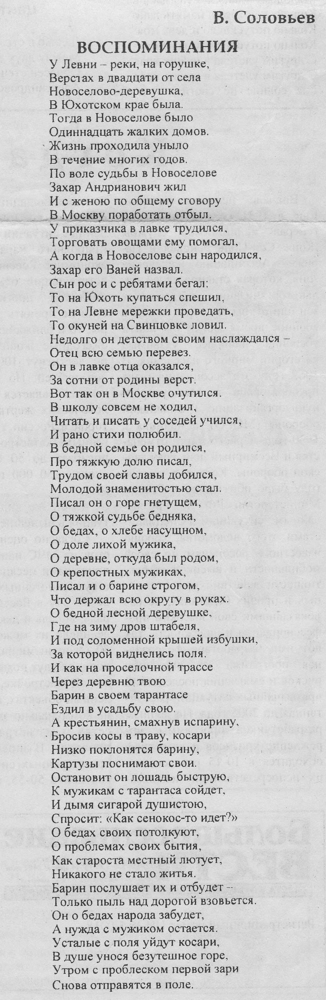 В. Соловьев
ВОСПОМИНАНИЯ
У Левни – реки, на горушке,
Верстах в двадцати от села
Новоселово-деревушка,
В Юхотском крае была.
Тогда в Новоселове было
Одиннадцать жалких домов.
Жизнь проходила уныло
В течение многих годов.
По воле судьбы в Новоселове
Захар Андрианович жил
И с женою по общему сговору
В Москву поработать отбыл.
У приказчика в лавке трудился,
Торговать овощами ему помогал,
А когда в Новоселове сын народился,
Захар его Ваней назвал.
Сын рос и с ребятами бегал:
То на Юхоть купаться спешил,
То на Левне мережки проведать,
То окуней на Свинцовке ловил.
Недолго он детством своим наслаждался –
Отец всю семью перевез.
Он в лавке отца оказался,
За сотни от родины верст.
Вот так он в Москве очутился.
В школу совсем не ходил,
Читать и писать у соседей учился,
И рано стихи полюбил.
В бедной семье он родился,
Про тяжкую долю писал,
Трудом своей славы добился,
Молодой знаменитостью стал.
Писал он о горе гнетущем,
О тяжкой судьбе бедняка,
О бедах, о хлебе насущном,
О доле лихой мужика,
О деревне, откуда был родом,
О крепостных мужиках,
Писал и о барине строгом,
Что держал всю округу в руках.
О бедной лесной деревушке,
Где на зиму дров штабеля,
И под соломенной крышей избушки,
За которой виднелись поля.
И как на проселочной трассе
Через деревню твою
Барин в своем тарантасе
Ездил в усадьбу свою.
А крестьянин, смахнув испарину,
Бросив косы в траву, косари
Низко поклонятся барину,
Картузы поснимают свои.
Остановит он лошадь быструю,
К мужикам с тарантаса сойдет,
И дымя сигарой душистою,
Спросит: «Как сенокос-то идет?»
О бедах своих потолкуют,
О проблемах своих бытия,
Как староста местный лютует,
Никакого не стало житья.
Барин послушает их и отбудет –
Только пыль над дорогой взовьется.
Он о бедах народа забудет,
А нужда с мужиком остается.
Усталые с поля уйдут косари,
В душе унося безутешное горе,
Утром с проблеском первой зари
Снова отправятся в поле.